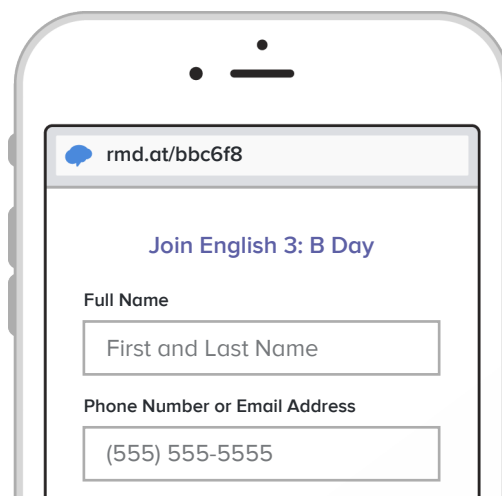 rmd.at/bbc6f8
Join English 3: B Day
Full Name
First and Last Name
Phone Number or Email Address
(555) 555-5555